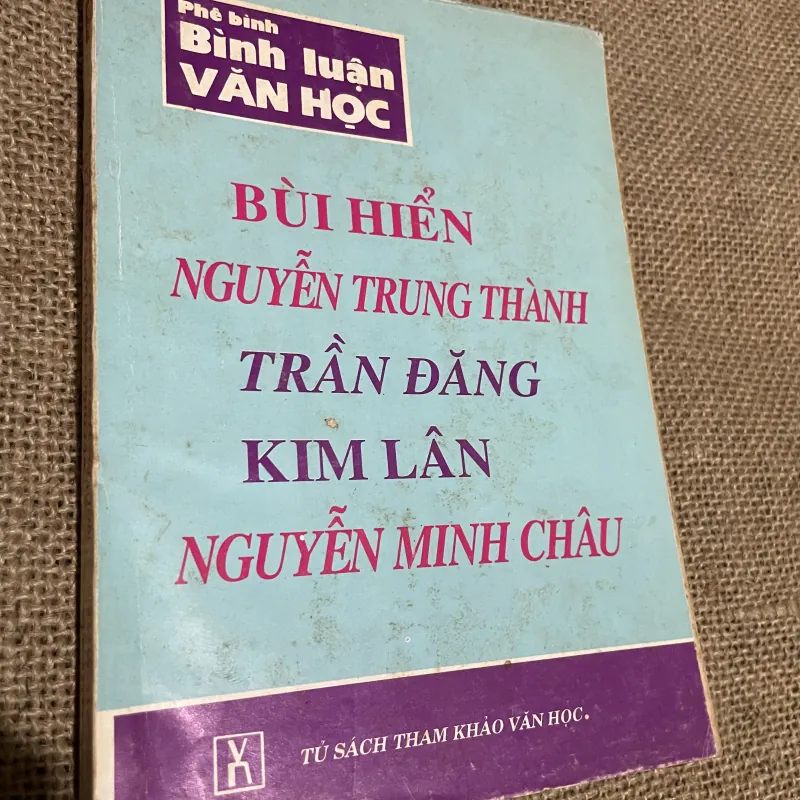 Phê bình
Bình luận
VĂN HỌC
BÙI HIỂN
NGUYỄN TRUNG THÀNH
TRẦN ĐĂNG
KIM LÂN
NGUYỄN MINH CHÂU
TỦ SÁCH THAM KHẢO VĂN HỌC.